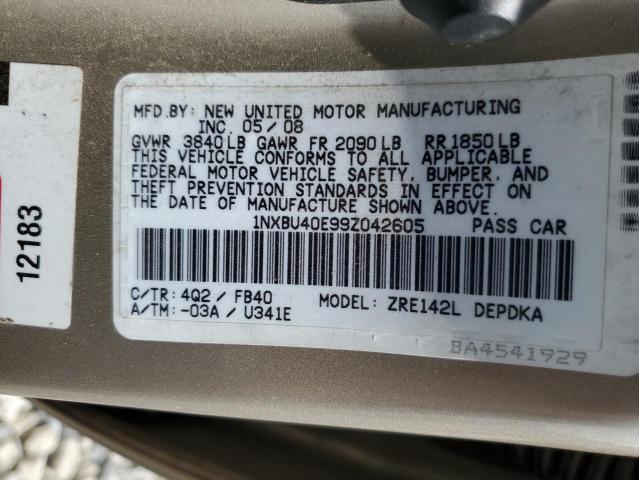 MFD.BY: NEW UNITED MOTOR MANUFACTURING
INC. 05/08
GVWR 3840LB GAWR FR 2090LB RR1850LB
THIS VEHICLE CONFORMS TO ALL APPLICABLE
FEDERAL MOTOR VEHICLE SAFETY, BUMPER, AND
THEFT PREVENTION STANDARDS IN EFFECT ON
THE DATE OF MANUFACTURE SHOWN ABOVE.
1NXBU40E99Z042605 PASS CAR
C/TR: 4Q2 / FB40 MODEL: ZRE142L DEPDKA
A/TM: -03A / U341E
BA4541929
12183